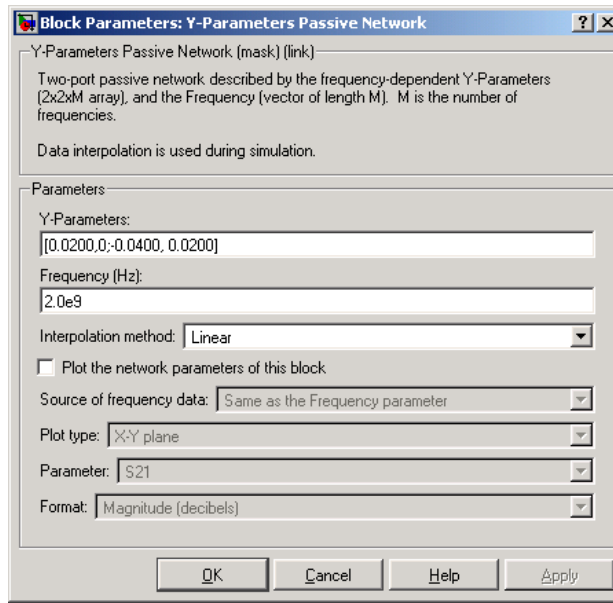 Block Parameters: Y-Parameters Passive Network
Y-Parameters Passive Network (mask) (link)
Two-port passive network described by the frequency-dependent Y-Parameters
(2x2xM array), and the Frequency (vector of length M). M is the number of
frequencies.
Data interpolation is used during simulation.
Parameters
Y-Parameters:
[0.0200,0;-0.0400, 0.0200]
Frequency (Hz):
2.0e9
Interpolation method: Linear
Plot the network parameters of this block
Source of frequency data: Same as the Frequency parameter
Plot type: X-Y plane
Parameter: S21
Format: Magnitude (decibels)
OK Cancel Help Apply